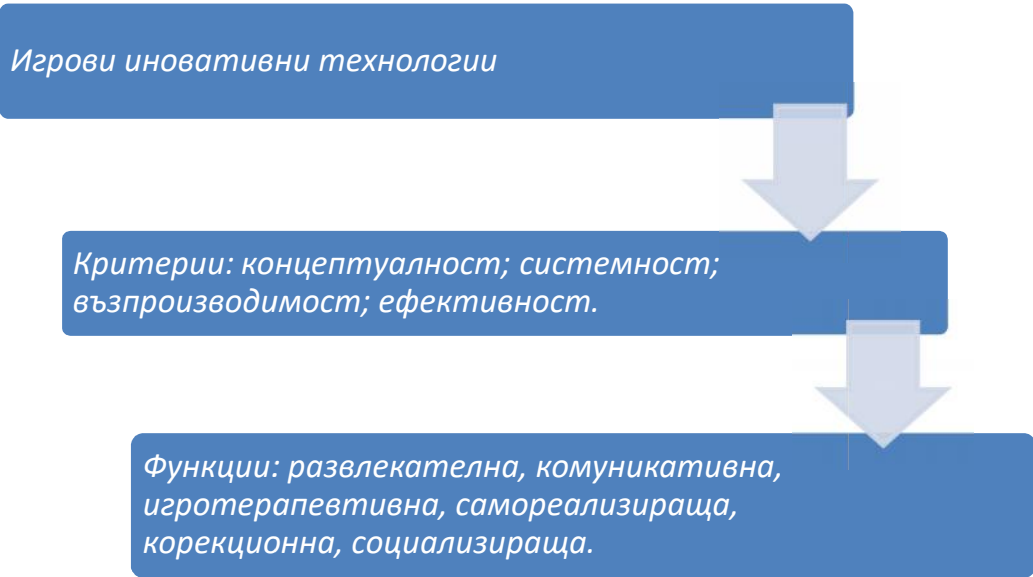 Игрови иновативни технологии
Критерии: концептуалност; системност;
възпроизводимост; ефективност.
Функции: развлекателна, комуникативна,
игротерапевтивна, самореализираща,
корекционна, социализираща.